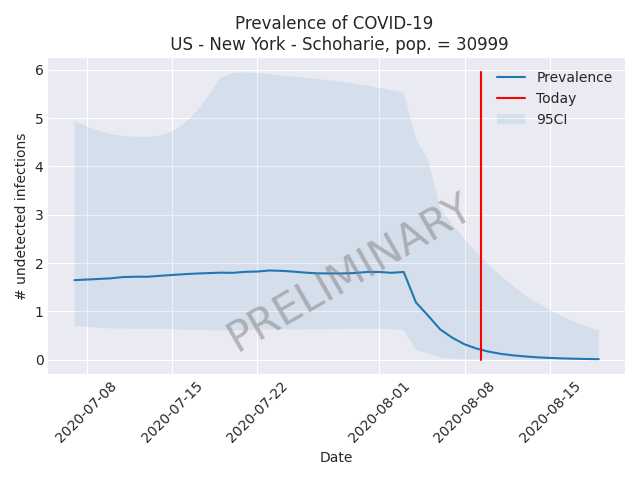 Prevalence of COVID-19
US - New York - Schoharie, pop. = 30999
# undetected infections
6
5
4
3
2
1
0
Prevalence
Today
95CI
PRELIMINARY
2020-07-08
2020-07-15
2020-07-22
2020-08-01
2020-08-08
2020-08-15
Date